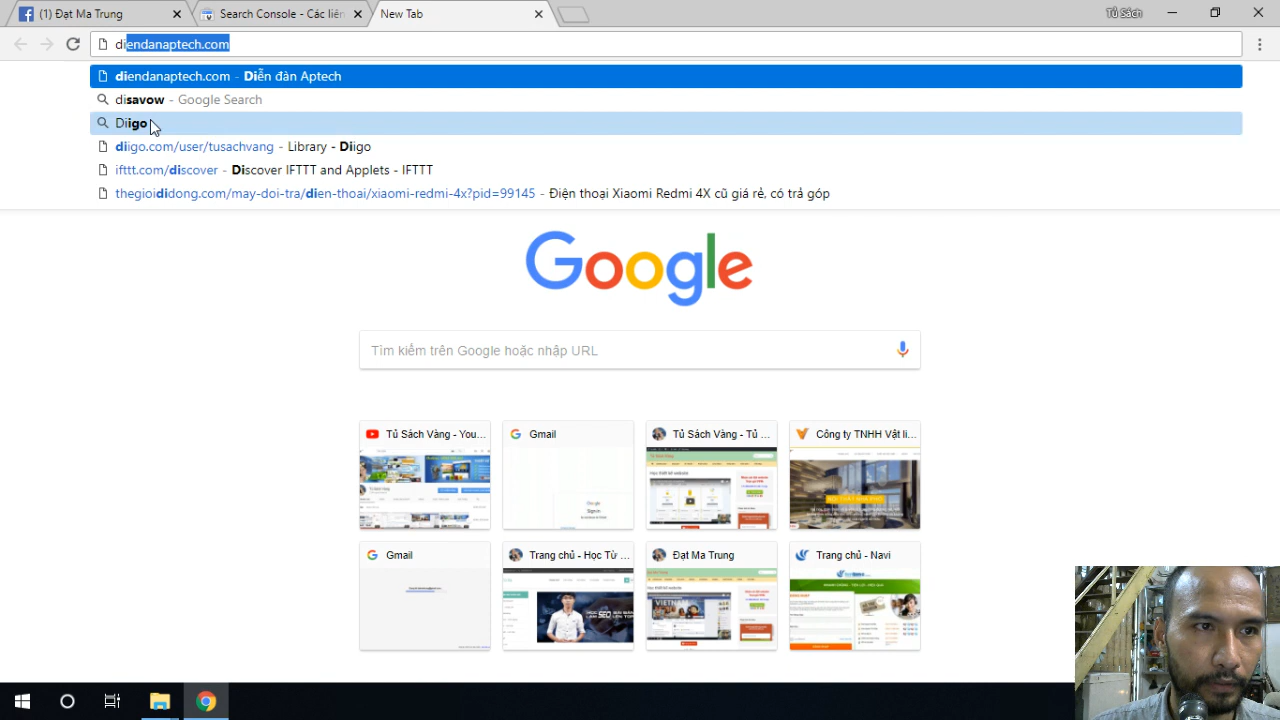 (1) Đạt Ma Trung
Search Console - Các liên
New Tab
Tủ Sách
diendanaptech.com
diendanaptech.com - Diễn đàn Aptech
disavow - Google Search
Diigo
diigo.com/user/tusachvang - Library - Diigo
ifttt.com/discover - Discover IFTTT and Applets - IFTTT
thegioididong.com/may-doi-tra/dien-thoai/xiaomi-redmi-4x?pid=99145 - Điện thoại Xiaomi Redmi 4X cũ giá rẻ, có trả góp
Google
Tìm kiếm trên Google hoặc nhập URL
Tủ Sách Vàng - You...
Gmail
Tủ Sách Vàng - Tủ ...
Công ty TNHH Vật li...
Gmail
Trang chủ - Học Từ ...
Đạt Ma Trung
Trang chủ - Navi